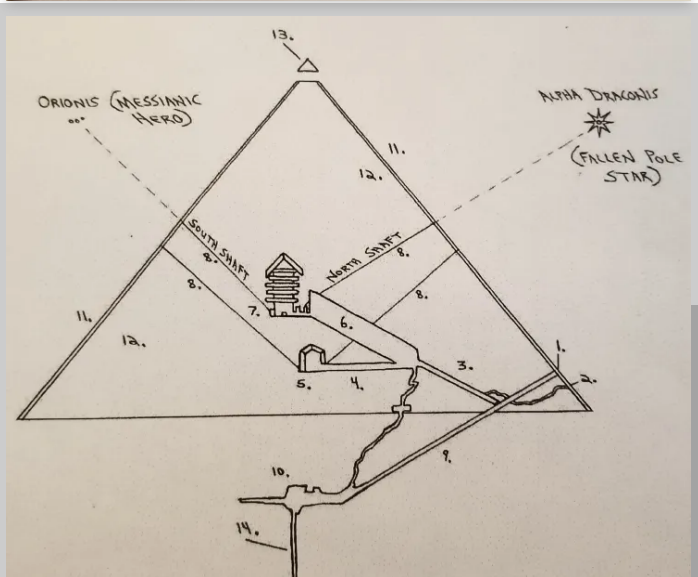 13.
ORIONIS (MESSIANIC
HERO)
ALPHA DRACONIS
(FALLEN POLE
STAR)
11.
12.
SOUTH SHAFT
8.
NORTH SHAFT
8.
8.
8.
7.
6.
11.
12.
5.
4.
3.
1.
2.
9.
10.
14.